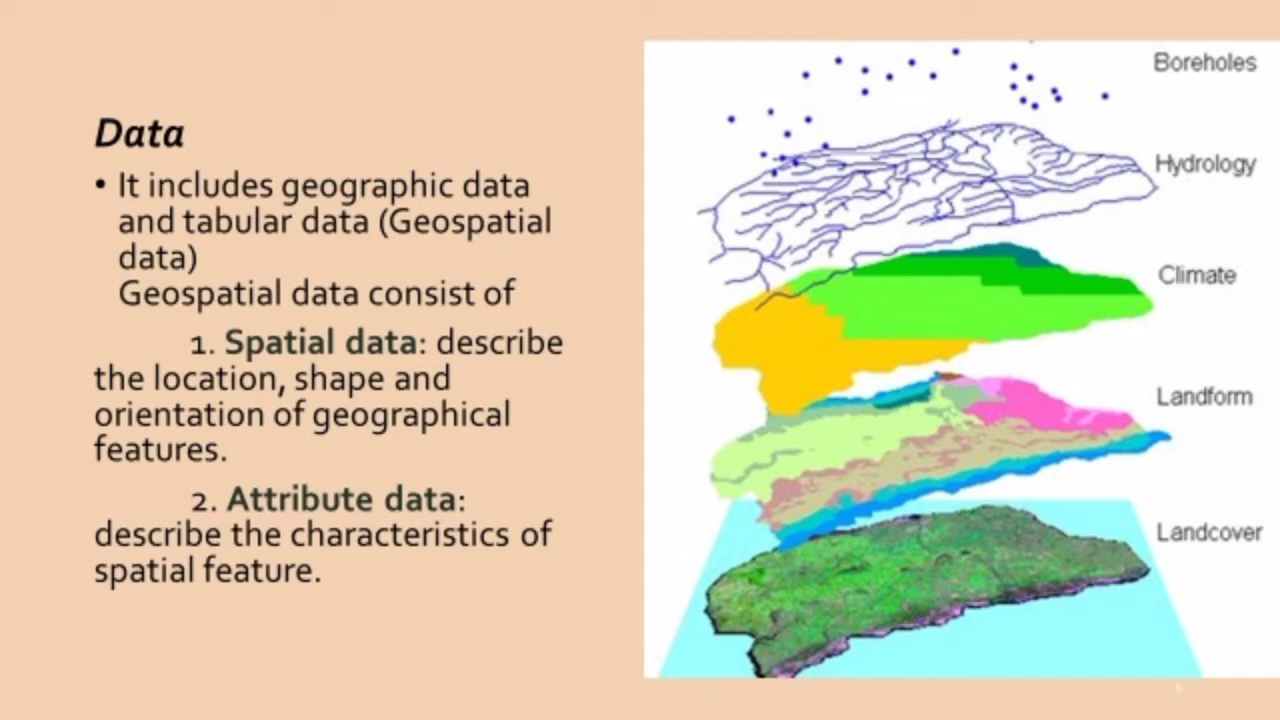 Data
• It includes geographic data
and tabular data (Geospatial
data)
Geospatial data consist of
1. Spatial data: describe
the location, shape and
orientation of geographical
features.
2. Attribute data:
describe the characteristics of
spatial feature.
Boreholes
Hydrology
Climate
Landform
Landcover